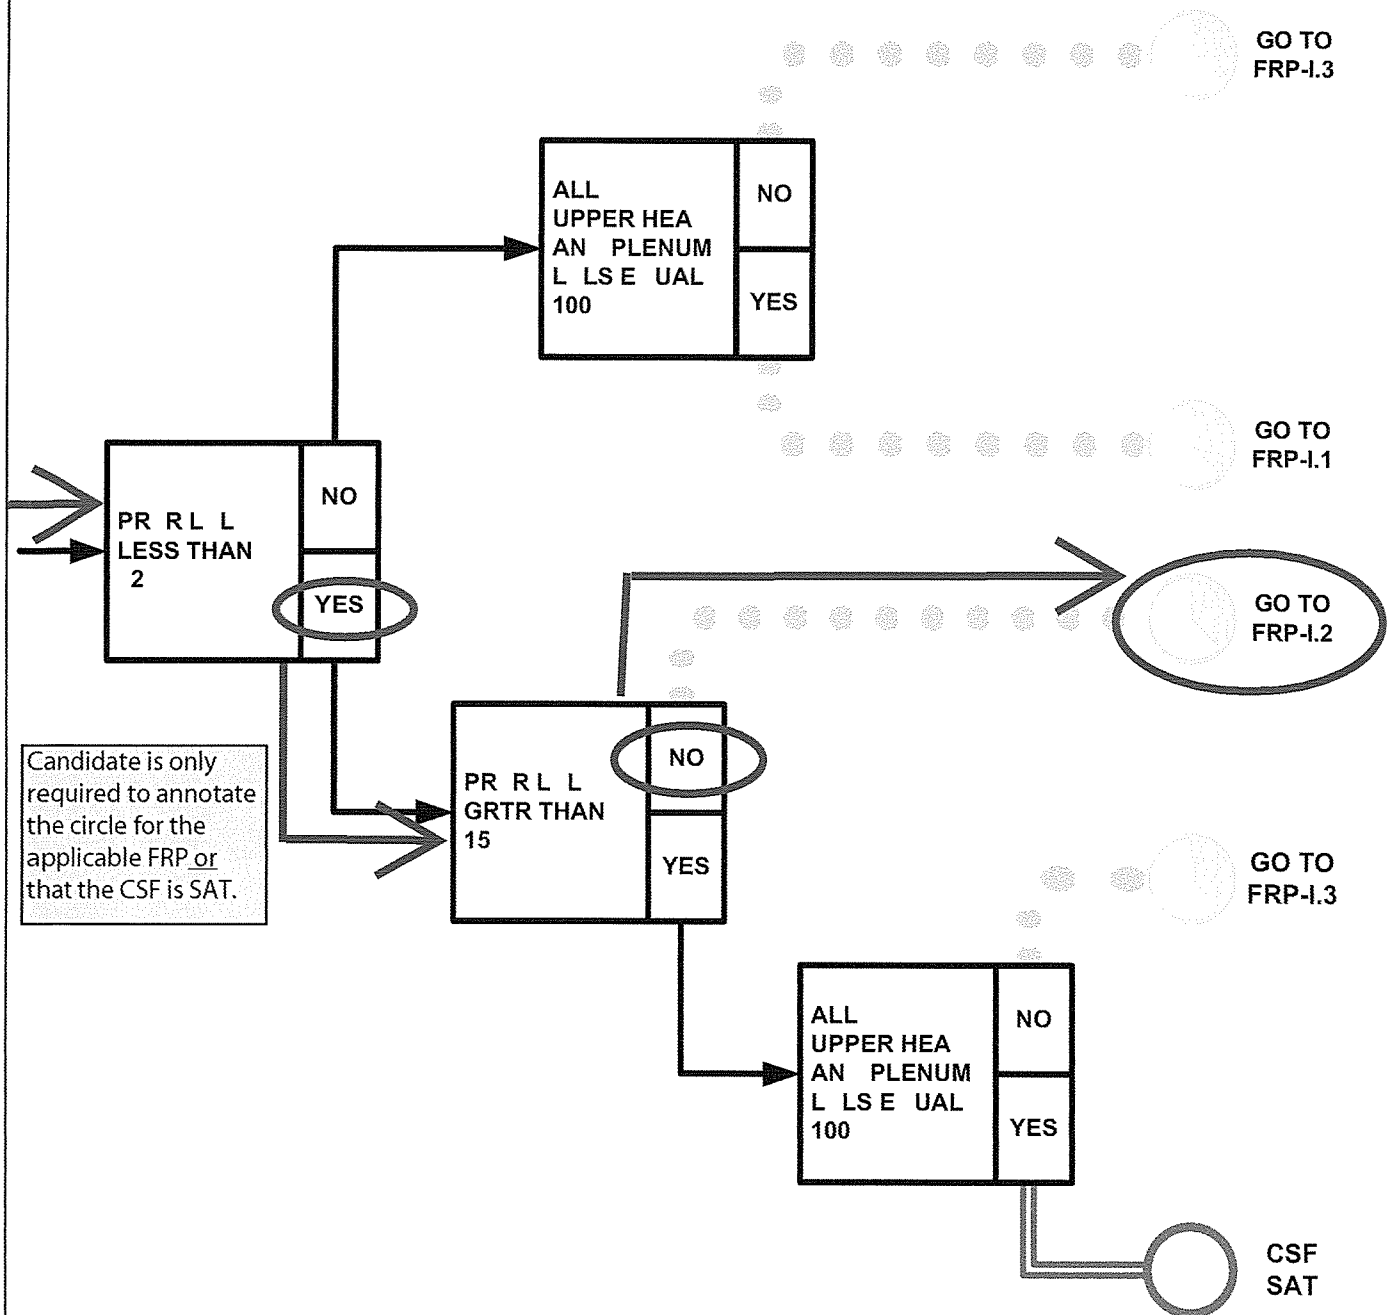 GO TO
FRP-I.3
ALL
UPPER HEA
AN PLENUM
L LS E UAL
100
NO
YES
GO TO
FRP-I.1
PR R L L
LESS THAN
2
NO
YES
GO TO
FRP-I.2
Candidate is only
required to annotate
the circle for the
applicable FRP or
that the CSF is SAT.
PR R L L
GRTR THAN
15
NO
YES
GO TO
FRP-I.3
ALL
UPPER HEA
AN PLENUM
L LS E UAL
100
NO
YES
CSF
SAT